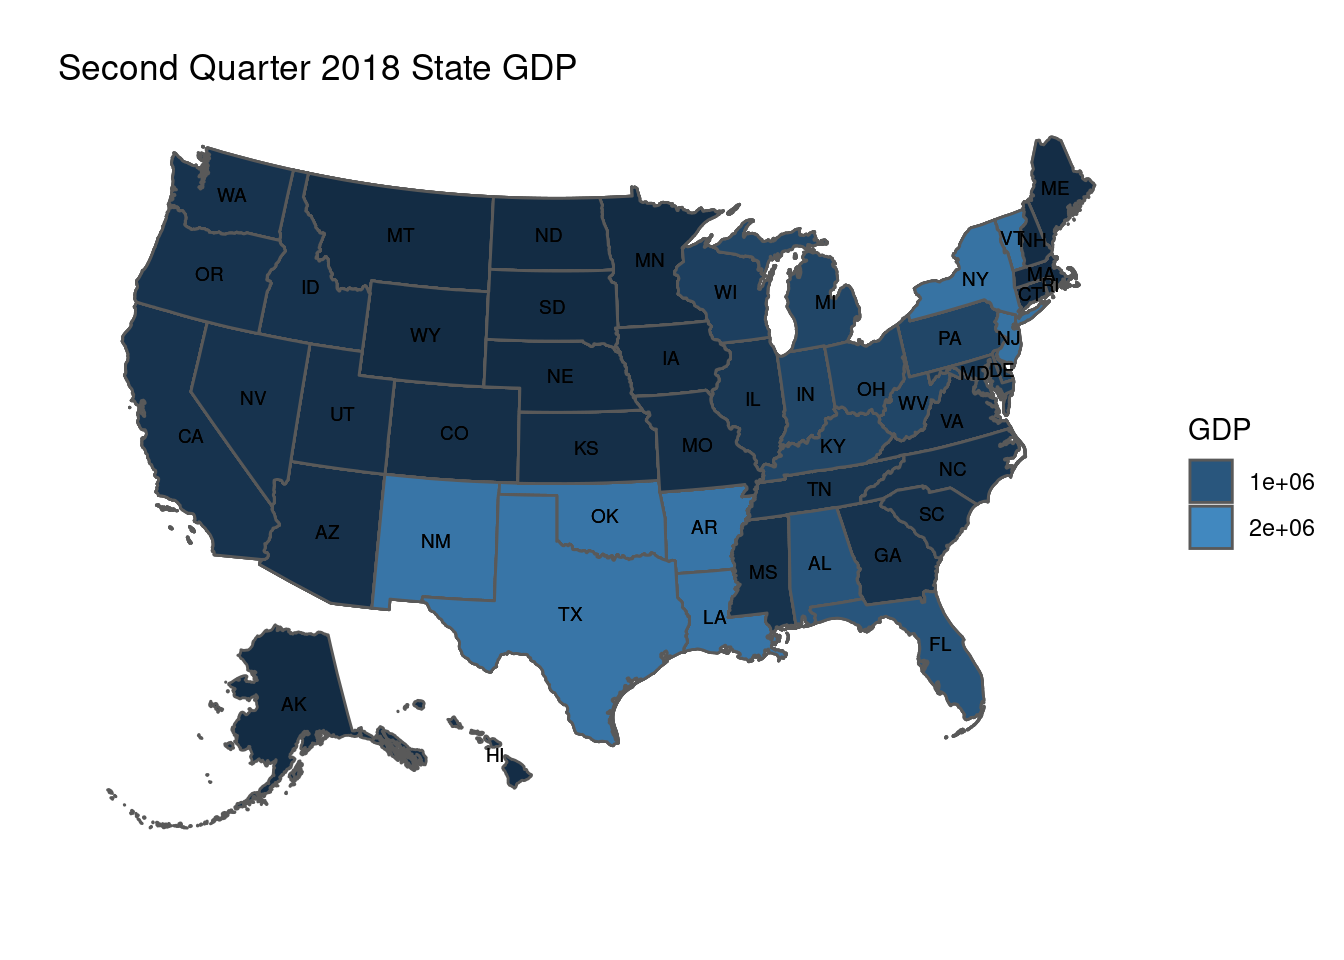 Second Quarter 2018 State GDP
ME
WA
MT
ND
VT
NH
MN
OR
MA
NY
RI
ID
WI
CT
MI
SD
WY
PA
NJ
IA
DE
MD
NE
OH
IN
NV
IL
WV
UT
VA
GDP
CO
CA
MO
KY
KS
NC
1e+06
TN
SC
OK
AR
2e+06
AZ
NM
GA
AL
MS
TX
LA
FL
AK
HI